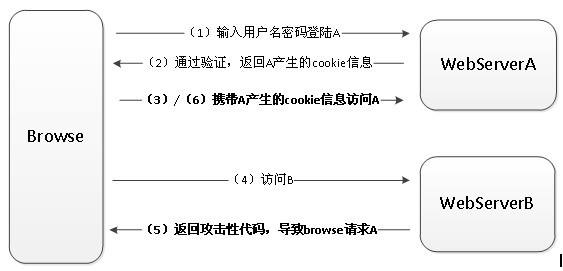 (1)输入用户名密码登陆A
(2)通过验证，返回A产生的cookie信息
WebServerA
(3)/(6)携带A产生的cookie信息访问A
Browse
(4)访问B
WebServerB
(5)返回攻击性代码，导致browse请求A